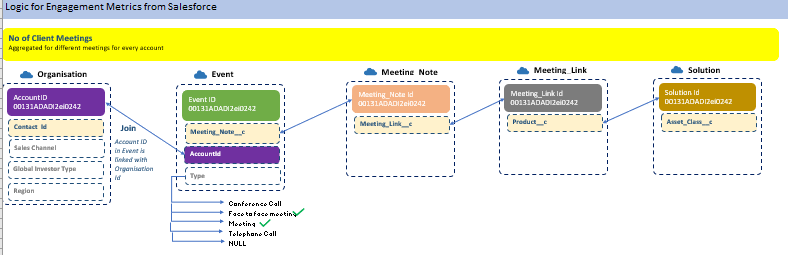 Logic for Engagement Metrics from Salesforce
No of Client Meetings
Aggregated for different meetings for every account
Organisation
AccountID
00131ADADI2ei0242
Contact Id
Sales Channel
Global Investor Type
Region
Join
Account ID
in Event is
linked with
Organisation
Id
Event
Event ID
00131ADADI2ei0242
Meeting_Note__c
AccountId
Type
Conference Call
Face to face meeting
Meeting
Telephone Call
NULL
Meeting_Note
Meeting_Note Id
00131ADADI2ei0242
Meeting_Link__c
Meeting_Link
Meeting_Link Id
00131ADADI2ei0242
Product__c
Solution
Solution Id
00131ADADI2ei0242
Asset_Class__c